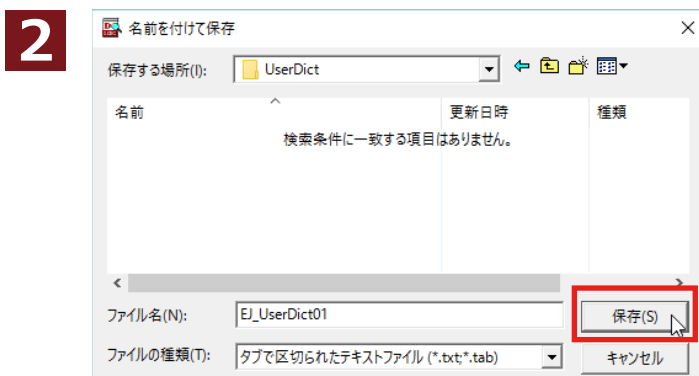 2
名前を付けて保存
保存する場所(I): UserDict
名前 更新日時 種類
検索条件に一致する項目はありません。
ファイル名(N): EJ_UserDict01 保存(S)
ファイルの種類(T): タブで区切られたテキストファイル (*.txt;*.tab) キャンセル